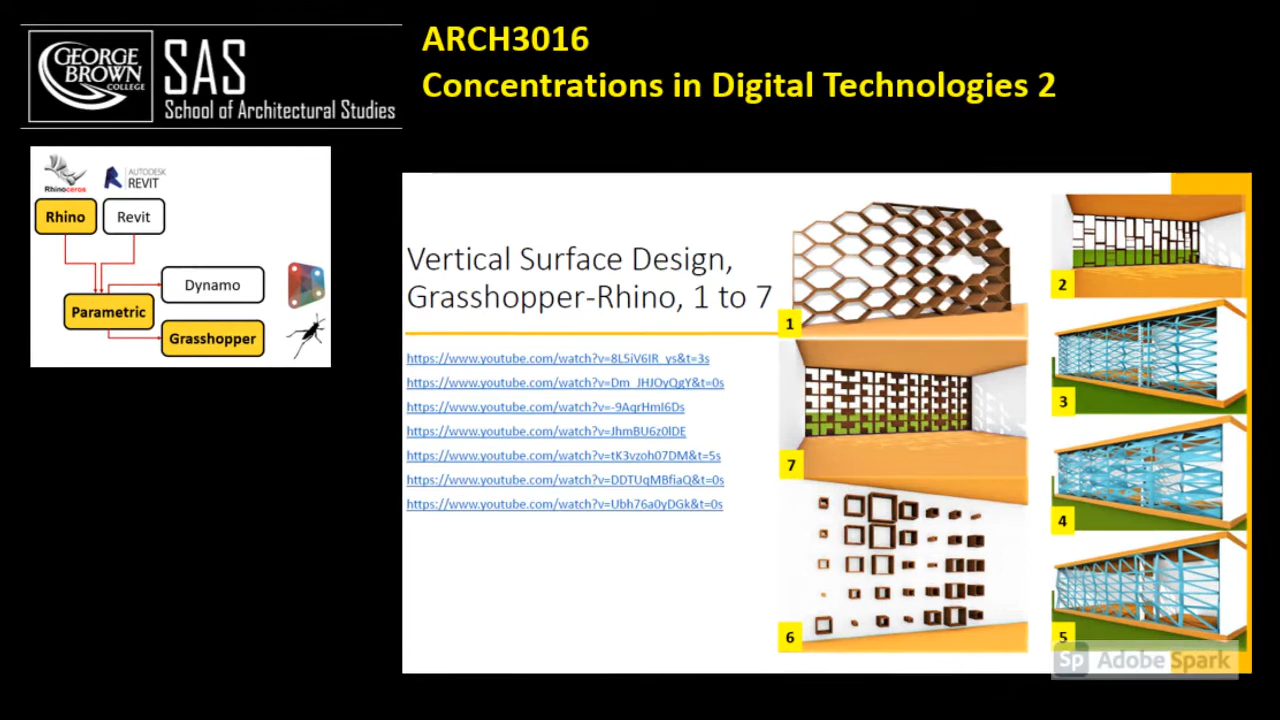 GEORGE
BROWN
COLLEGE
SAS
School of Architectural Studies
ARCH3016
Concentrations in Digital Technologies 2
Rhinoceros
AUTODESK
REVIT
Rhino
Revit
Dynamo
Parametric
Grasshopper
Vertical Surface Design,
Grasshopper-Rhino, 1 to 7
https://www.youtube.com/watch?v=8L5iV6IR_ys&t=3s
https://www.youtube.com/watch?v=Dm_JHJOyQgY&t=0s
https://www.youtube.com/watch?v=-9AqrHmI6Ds
https://www.youtube.com/watch?v=JhmBU6z0lDE
https://www.youtube.com/watch?v=tK3vzoh07DM&t=5s
https://www.youtube.com/watch?v=DDTUqMBfiaQ&t=0s
https://www.youtube.com/watch?v=Ubh76a0yDGk&t=0s
1
2
3
7
4
6
5
Sp Adobe Spark